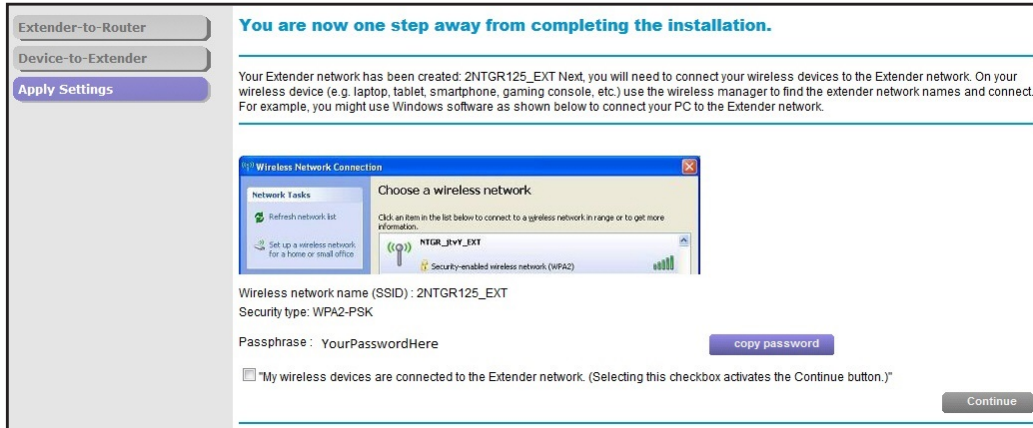 Extender-to-Router
Device-to-Extender
Apply Settings
You are now one step away from completing the installation.
Your Extender network has been created: 2NTGR125_EXT Next, you will need to connect your wireless devices to the Extender network. On your
wireless device (e.g. laptop, tablet, smartphone, gaming console, etc.) use the wireless manager to find the extender network names and connect.
For example, you might use Windows software as shown below to connect your PC to the Extender network.
Wireless Network Connection
Network Tasks
Refresh network list
Set up a wireless network
for a home or small office
Choose a wireless network
Click an item in the list below to connect to a wireless network in range or to get more
information.
NTGR_JtvY_EXT
Security-enabled wireless network (WPA2)
Wireless network name (SSID) : 2NTGR125_EXT
Security type: WPA2-PSK
Passphrase : YourPasswordHere
copy password
"My wireless devices are connected to the Extender network. (Selecting this checkbox activates the Continue button.)"
Continue